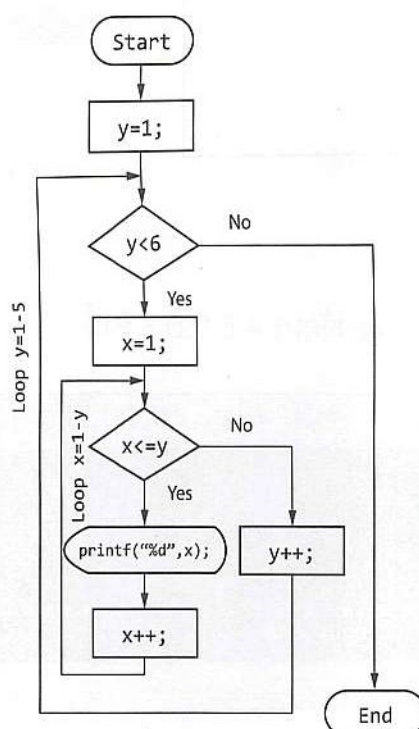 Start
y=1;
y<6
No
Yes
x=1;
Loop y=1-5
Loop x=1-y
x<=y
No
Yes
printf("%d",x);
y++;
x++;
End